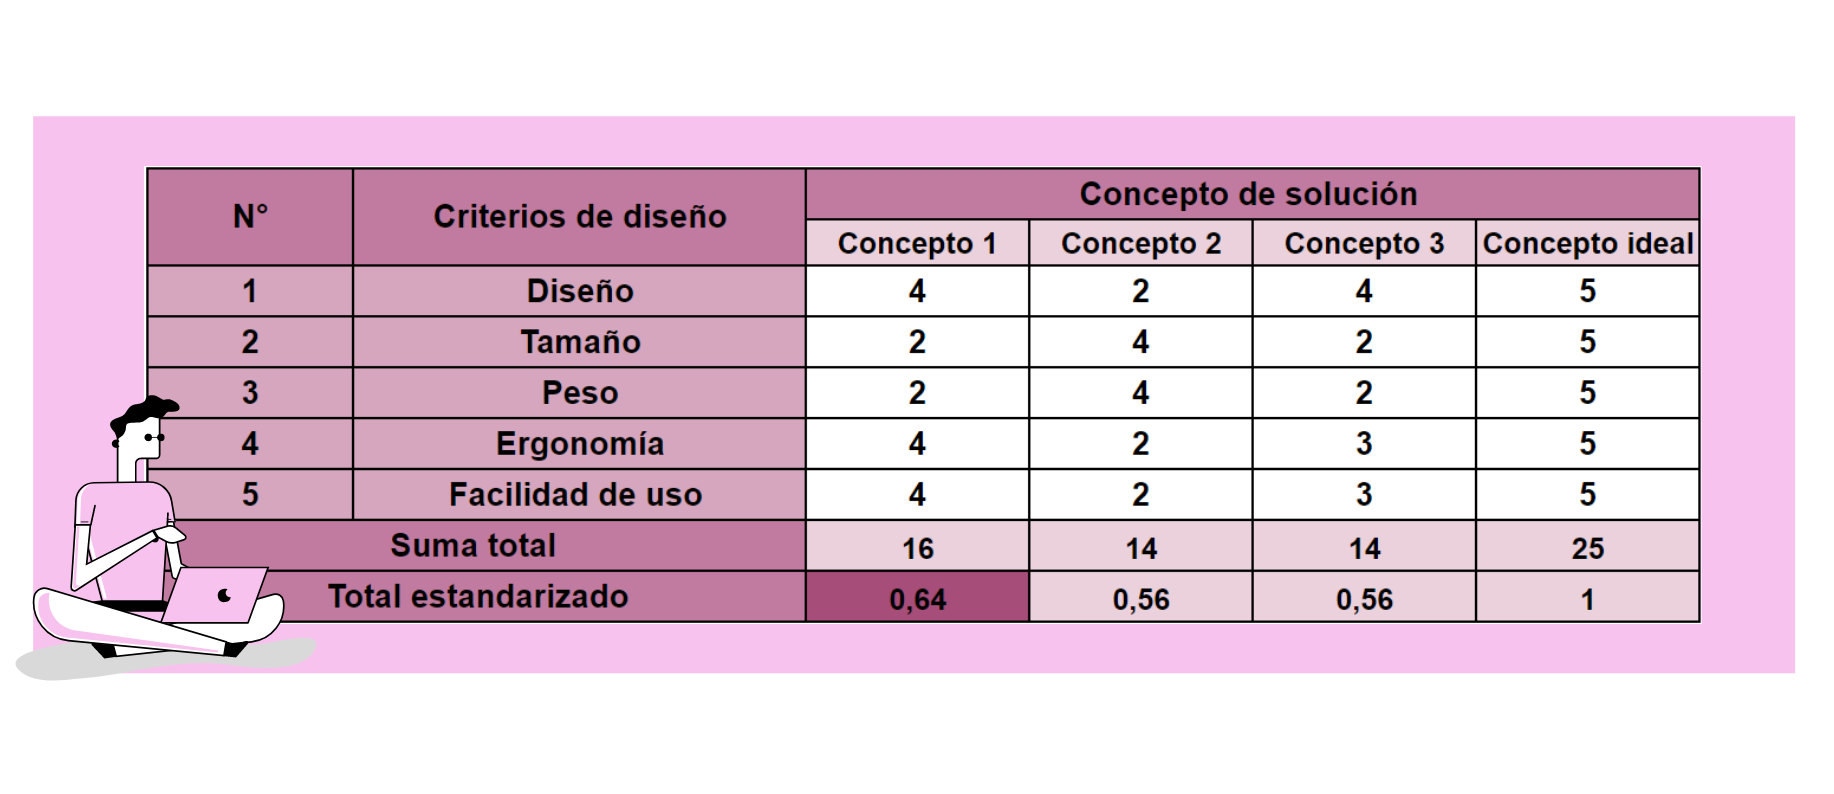 N° Criterios de diseño Concepto de solución
Concepto 1 Concepto 2 Concepto 3 Concepto ideal
1 Diseño 4 2 4 5
2 Tamaño 2 4 2 5
3 Peso 2 4 2 5
4 Ergonomía 4 2 3 5
5 Facilidad de uso 4 2 3 5
Suma total 16 14 14 25
Total estandarizado 0,64 0,56 0,56 1